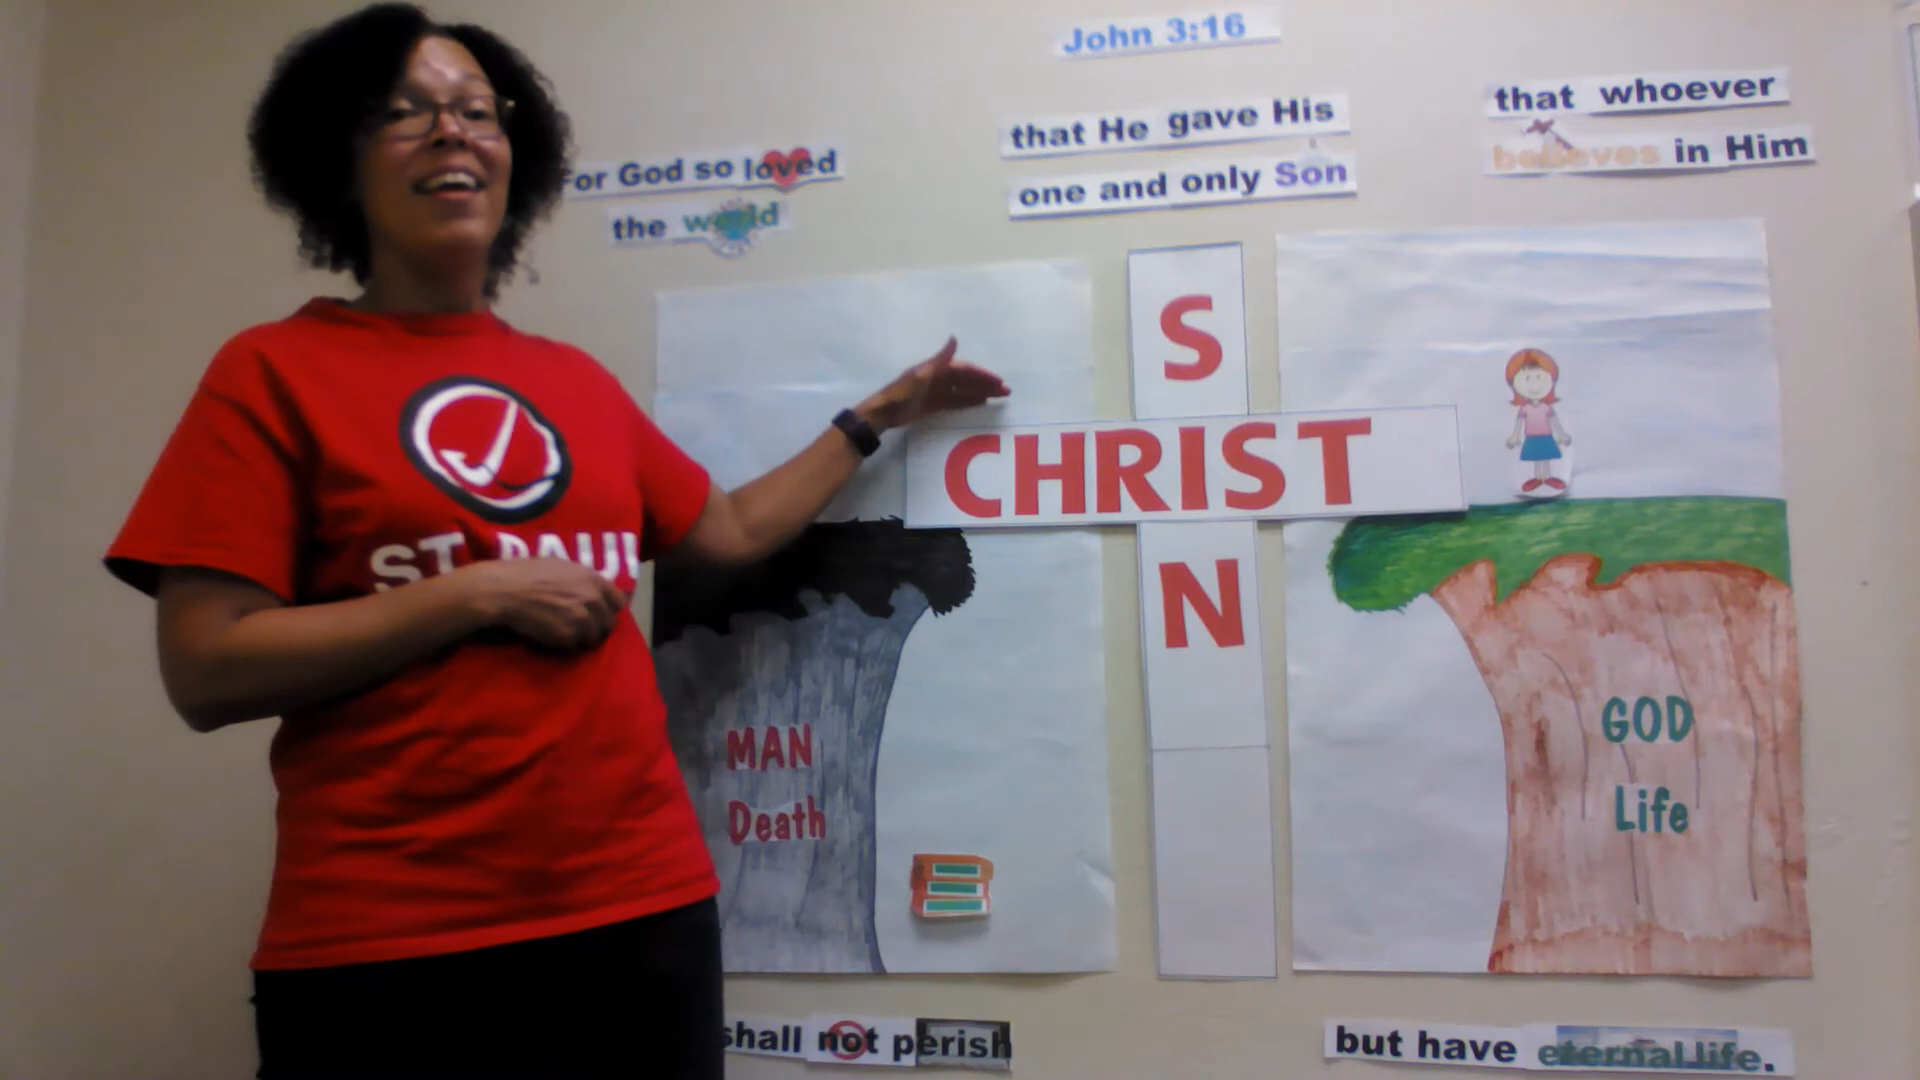 John 3:16
For God so loved
the world
that He gave His
one and only Son
that whoever
believes in Him
S
CHRIST
N
ST. PAUL
MAN
Death
GOD
Life
shall not perish
but have eternal life.